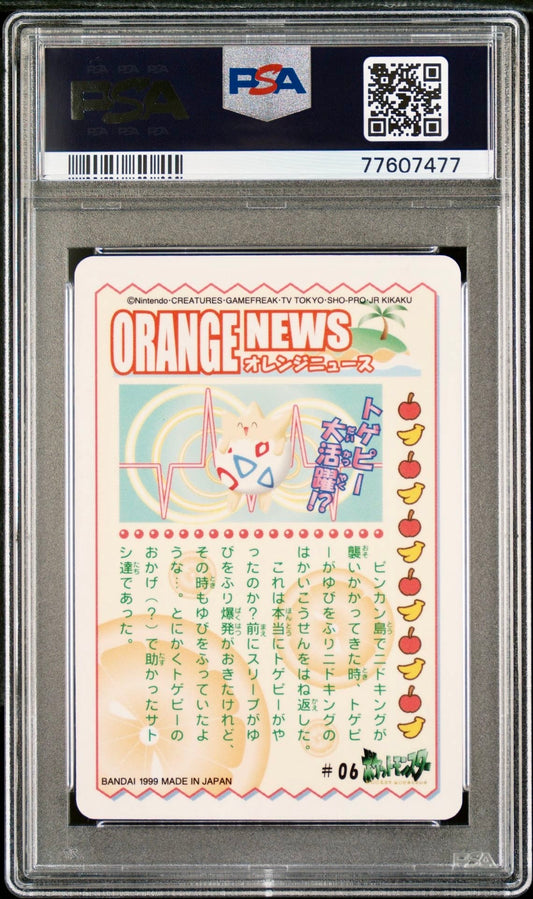 PSA
PSA
77607477
©Nintendo・CREATURES・GAMEFREAK・TV TOKYO・SHO-PRO・JR KIKAKU
ORANGE NEWS
オレンジニュース
トゲピー
大活躍!?
だいかつやく
ピンカン島でニドキングが
襲いかかってきた時、トゲピ
ーがゆびをふりニドキングの
はかいこうせんをはね返した。
これは本当にトゲピーがや
ったのか?前にスリープがゆ
びをふり爆発がおきたけれど、
その時もゆびをふっていたよ
うな…。とにかくトゲピーの
おかげ(?)で助かったサト
シ達であった。
#06
ポケットモンスター
BANDAI 1999 MADE IN JAPAN
PSA